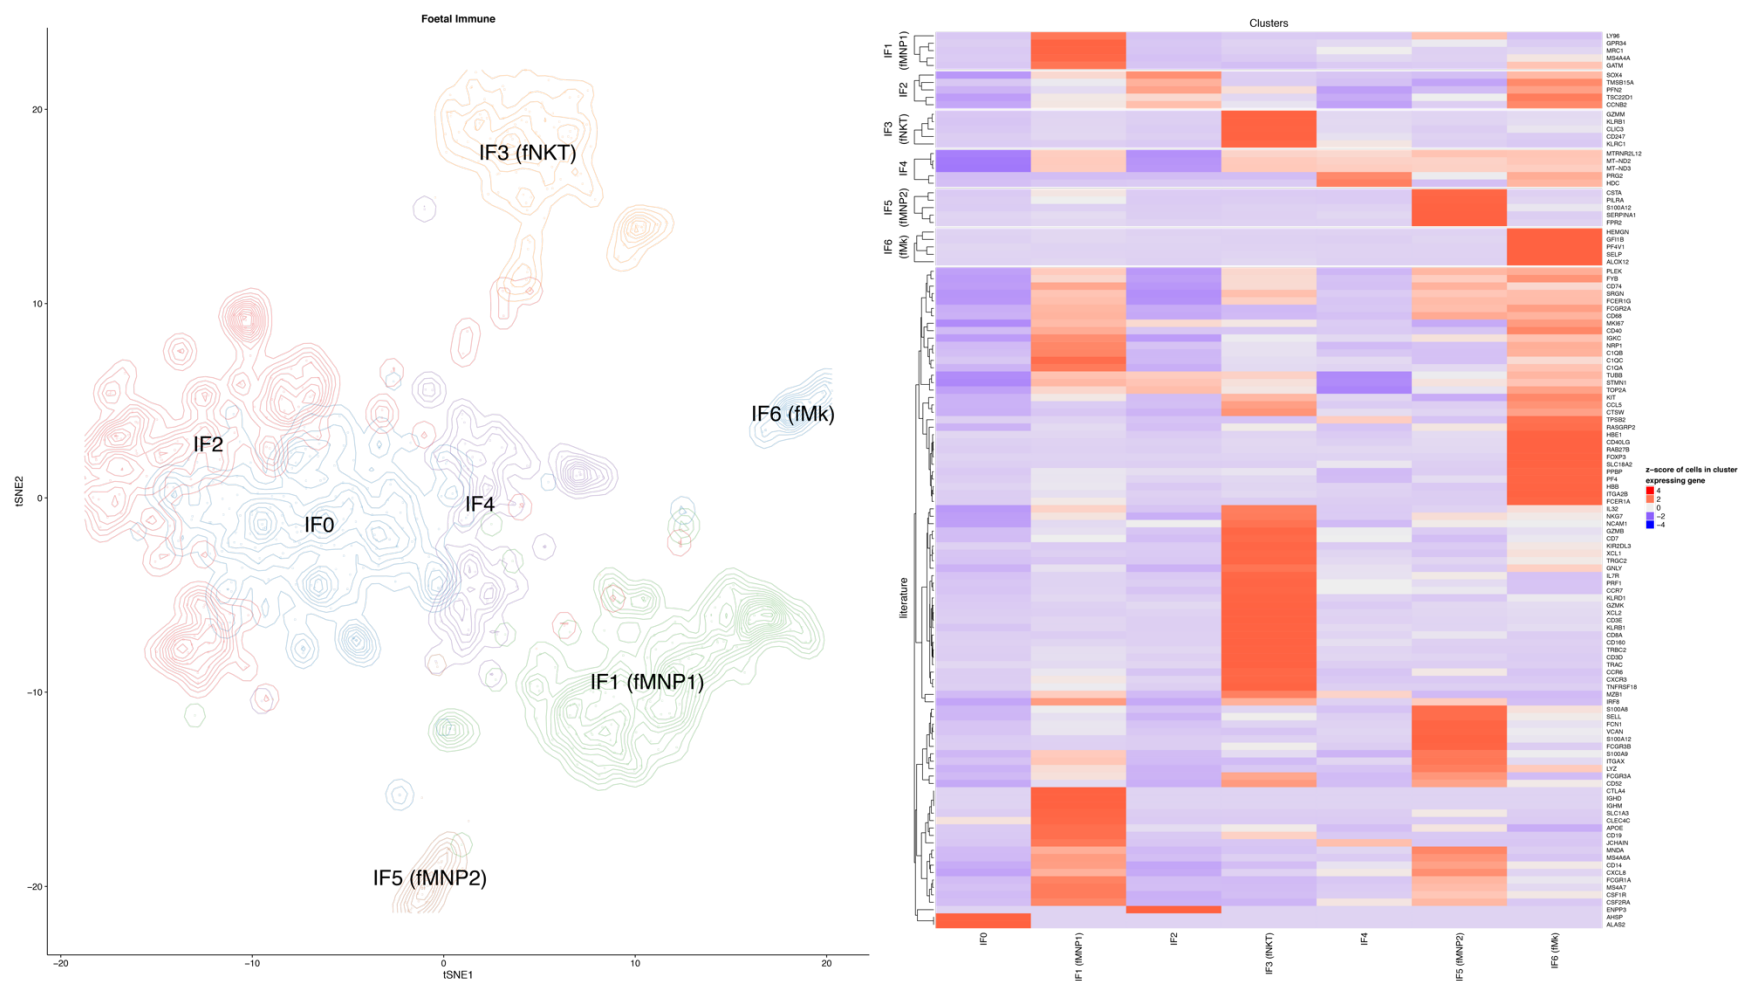 Foetal Immune
tSNE2
20
10
0
−10
−20
−20
−10
0
10
20
tSNE1
IF3 (fNKT)
IF6 (fMk)
IF2
IF4
IF0
IF1 (fMNP1)
IF5 (fMNP2)
Clusters
IF1
(fMNP1)
IF2
IF3
(fNKT)
IF4
IF5
(fMNP2)
IF6
(fMk)
literature
LY96
GPR34
MRC1
MS4A4A
GATM
SOX4
TMSB15A
PFN2
TSC22D1
CCNB2
GZMM
KLRB1
CLIC3
CD247
KLRC1
MTRNR2L12
MT−ND2
MT−ND3
PRG2
HDC
CSTA
PILRA
S100A12
SERPINA1
FPR2
HEMGN
GFI1B
PF4V1
SELP
ALOX12
PLEK
FYB
CD74
SRGN
FCER1G
FCGR2A
CD68
MKI67
CD40
IGKC
NRP1
C1QB
C1QC
C1QA
TUBB
STMN1
TOP2A
KIT
CCL5
CTSW
TPSB2
RASGRP2
HBE1
CD40LG
RAB27B
FOXP3
SLC18A2
PPBP
PF4
HBB
ITGA2B
FCER1A
IL32
NKG7
NCAM1
GZMB
CD7
KIR2DL3
XCL1
TRGC2
GNLY
IL7R
PRF1
CCR7
KLRD1
GZMK
XCL2
CD3E
KLRB1
CD8A
CD160
TRBC2
CD3D
TRAC
CCR6
CXCR3
TNFRSF18
MZB1
IRF8
S100A8
SELL
FCN1
VCAN
S100A12
FCGR3B
S100A9
ITGAX
LYZ
FCGR3A
CD52
CTLA4
IGHD
IGHM
SLC1A3
CLEC4C
APOE
CD19
JCHAIN
MNDA
MS4A6A
CD14
CXCL8
FCGR1A
MS4A7
CSF1R
CSF2RA
ENPP3
AHSP
ALAS2
IF0
IF1 (fMNP1)
IF2
IF3 (fNKT)
IF4
IF5 (fMNP2)
IF6 (fMk)
z−score of cells in cluster
expressing gene
4
2
0
−2
−4